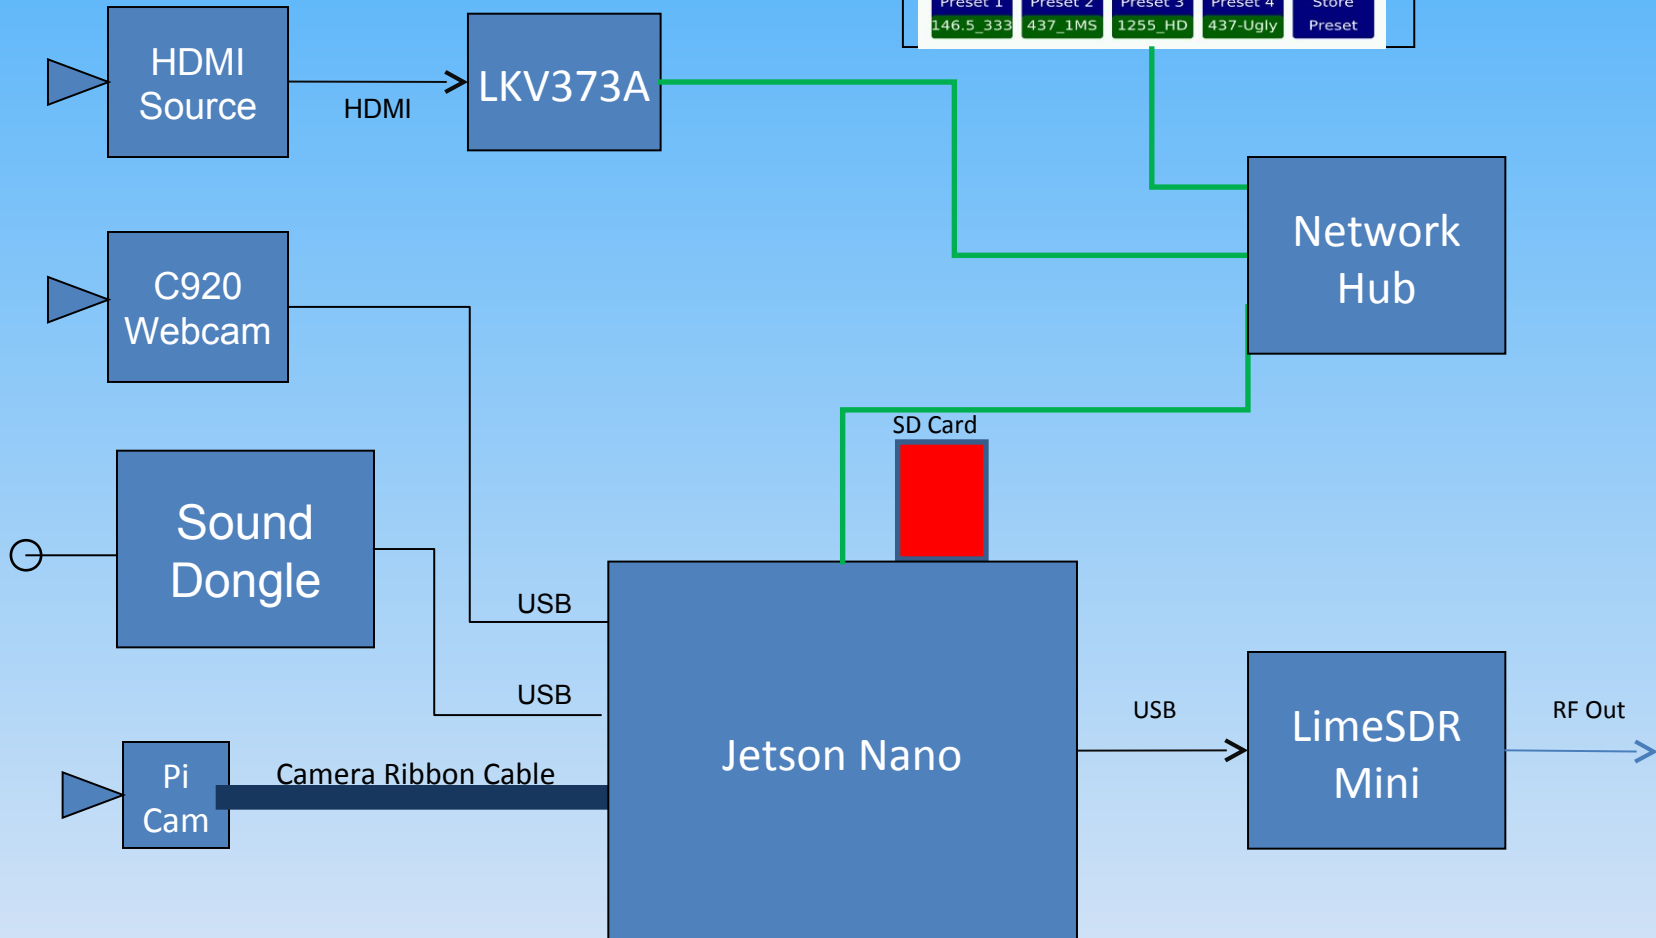 Preset 1 Preset 2 Preset 3 Preset 4 Store
146.5_333 437_1MS 1255_HD 437-Ugly Preset
HDMI
Source
HDMI
LKV373A
Network
Hub
C920
Webcam
SD Card
Sound
Dongle
USB
USB
Jetson Nano
USB
LimeSDR
Mini
RF Out
Pi
Cam
Camera Ribbon Cable